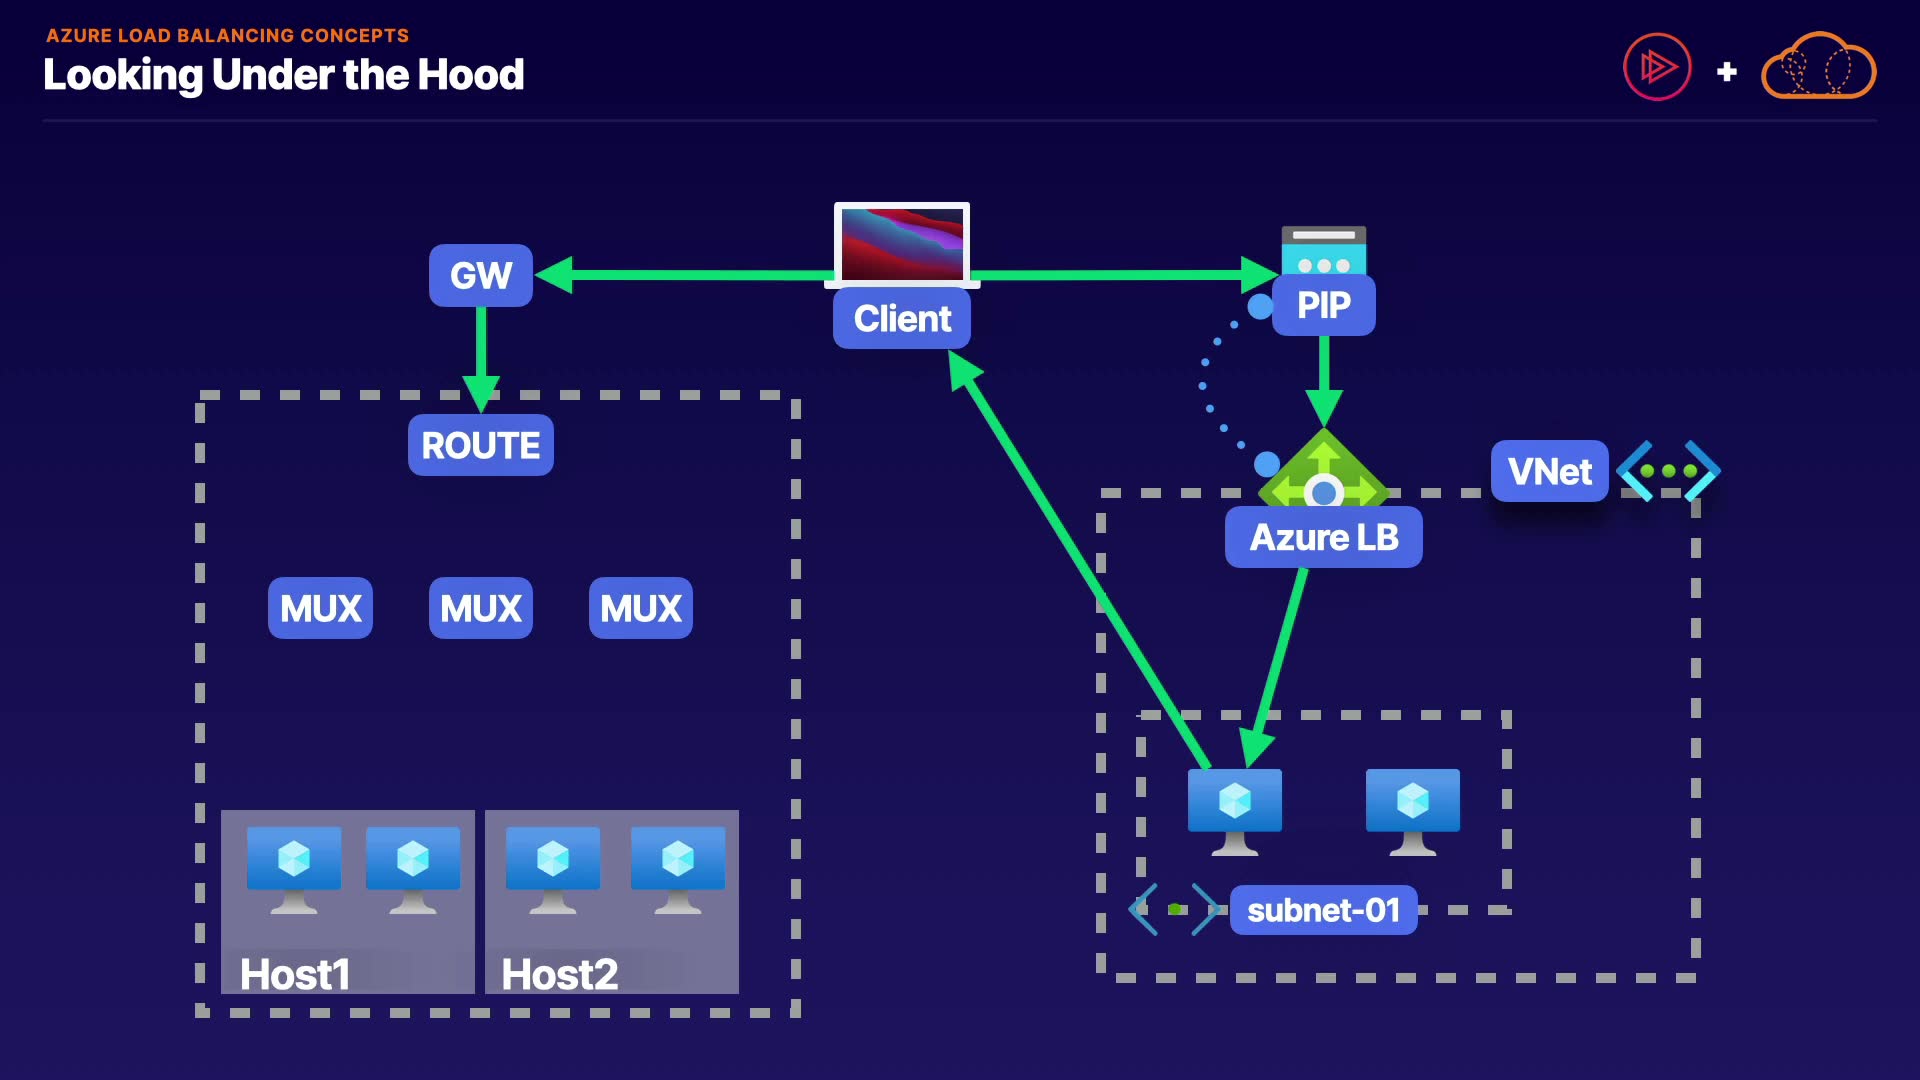 AZURE LOAD BALANCING CONCEPTS
Looking Under the Hood
GW
Client
PIP
ROUTE
VNet
Azure LB
MUX
MUX
MUX
subnet-01
Host1
Host2